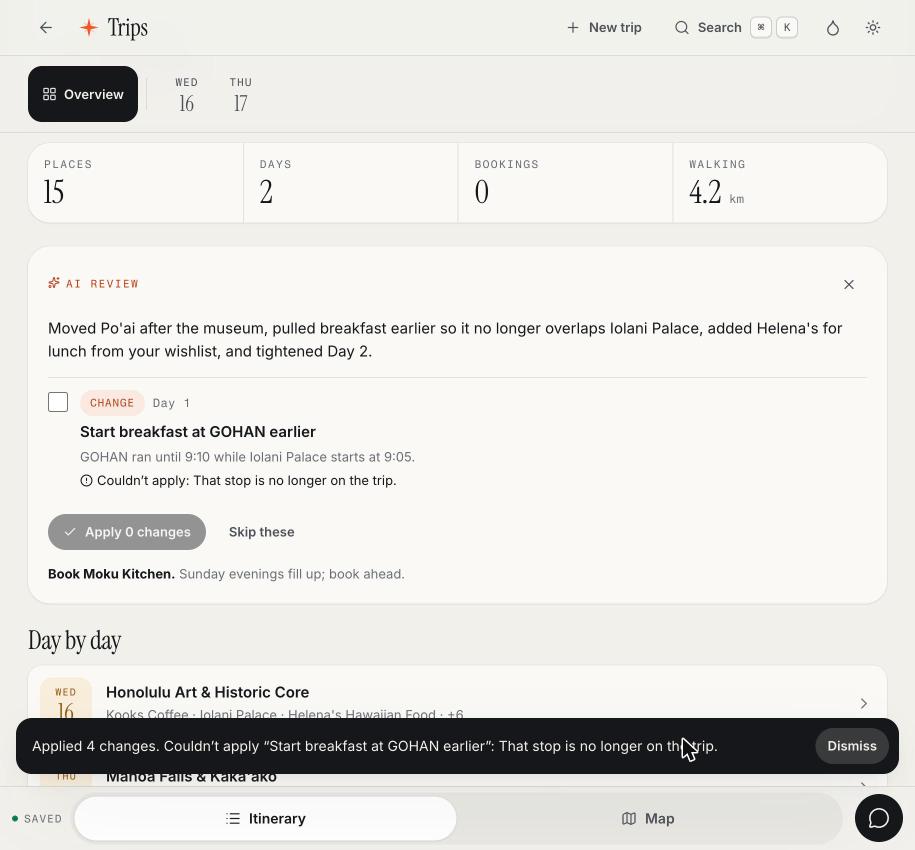 Trips
New trip
Search ⌘ K
Overview
WED
16
THU
17
PLACES
15
DAYS
2
BOOKINGS
0
WALKING
4.2 km
AI REVIEW
Moved Po'ai after the museum, pulled breakfast earlier so it no longer overlaps Iolani Palace, added Helena's for
lunch from your wishlist, and tightened Day 2.
CHANGE Day 1
Start breakfast at GOHAN earlier
GOHAN ran until 9:10 while Iolani Palace starts at 9:05.
Couldn’t apply: That stop is no longer on the trip.
Apply 0 changes
Skip these
Book Moku Kitchen. Sunday evenings fill up; book ahead.
Day by day
WED
16
Honolulu Art & Historic Core
Kooks Coffee · Iolani Palace · Helena's Hawaiian Food · +6
Applied 4 changes. Couldn’t apply “Start breakfast at GOHAN earlier”: That stop is no longer on the trip.
Dismiss
THU
Manoa Falls & Kaka'ako
SAVED
Itinerary
Map